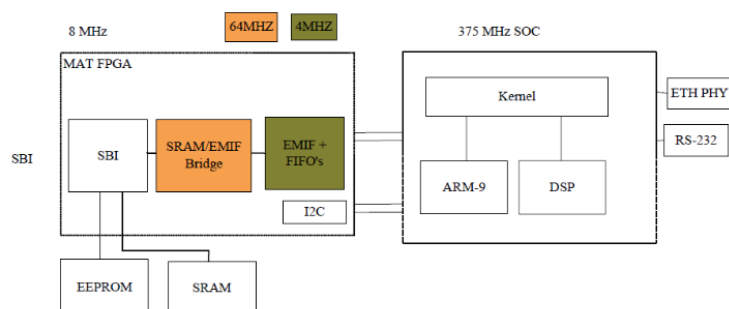 8 MHz
64MHZ
4MHZ
375 MHz SOC
MAT FPGA
Kernel
ETH PHY
RS-232
SBI
SBI
SRAM/EMIF
Bridge
EMIF +
FIFO's
ARM-9
DSP
I2C
EEPROM
SRAM